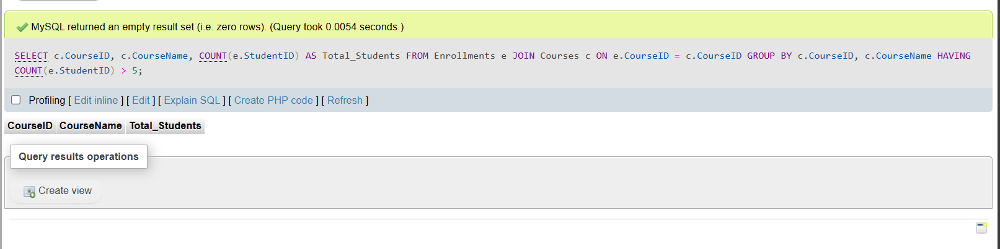 MySQL returned an empty result set (i.e. zero rows). (Query took 0.0054 seconds.)
SELECT c.CourseID, c.CourseName, COUNT(e.StudentID) AS Total_Students FROM Enrollments e JOIN Courses c ON e.CourseID = c.CourseID GROUP BY c.CourseID, c.CourseName HAVING
COUNT(e.StudentID) > 5;
Profiling [ Edit inline ] [ Edit ] [ Explain SQL ] [ Create PHP code ] [ Refresh ]
CourseID CourseName Total_Students
Query results operations
Create view